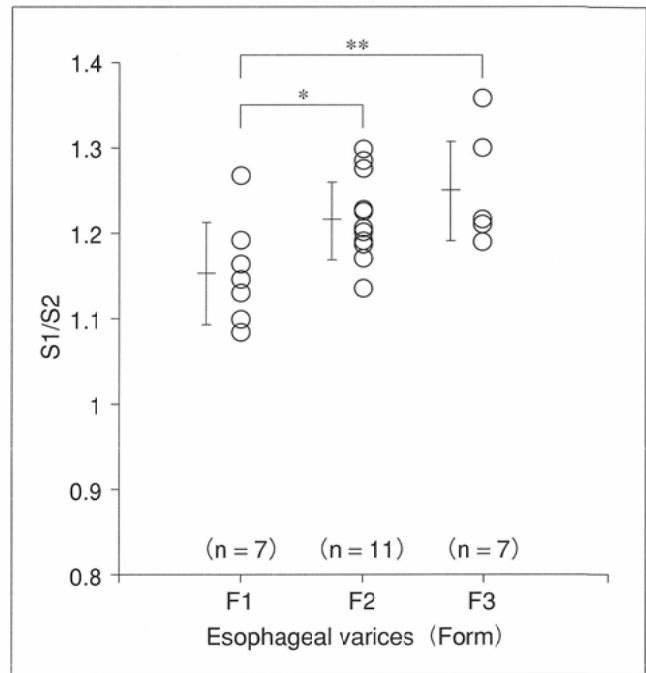 **
*
1.4
1.3
1.2
1.1
1
0.9
0.8
S1/S2
(n = 7) (n = 11) (n = 7)
F1 F2 F3
Esophageal varices (Form)